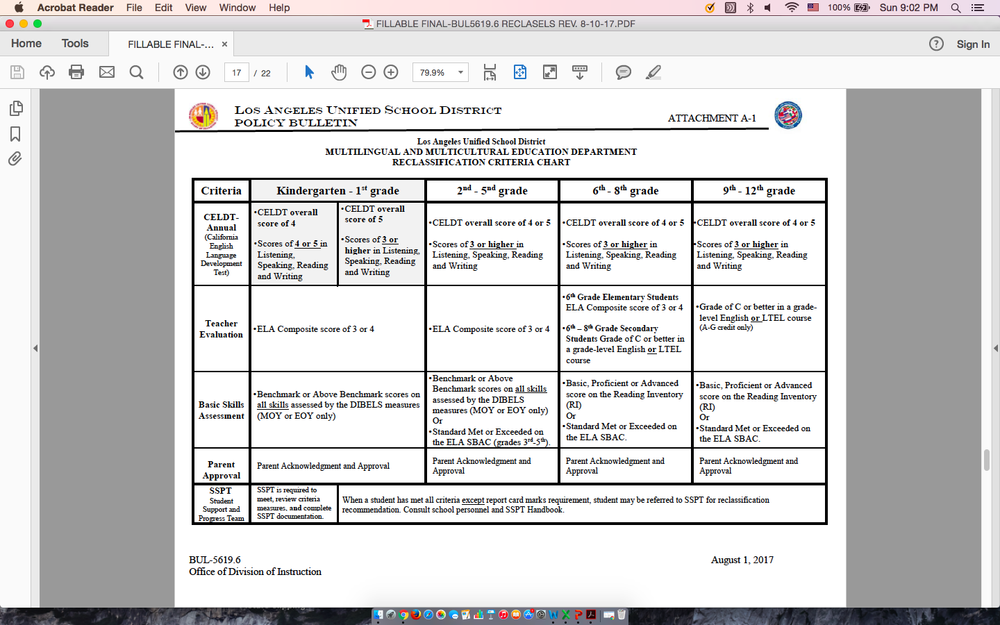 Acrobat Reader File Edit View Window Help 100% Sun 9:02 PM
FILLABLE FINAL-BUL5619.6 RECLASELS REV. 8-10-17.PDF
Home Tools FILLABLE FINAL-... × ? Sign In
17 / 22 79.9%
LOS ANGELES UNIFIED SCHOOL DISTRICT
POLICY BULLETIN
ATTACHMENT A-1
Los Angeles Unified School District
MULTILINGUAL AND MULTICULTURAL EDUCATION DEPARTMENT
RECLASSIFICATION CRITERIA CHART
Criteria
Kindergarten - 1st grade
2nd - 5nd grade
6th - 8th grade
9th - 12th grade
CELDT-
Annual
(California
English
Language
Development
Test)
•CELDT overall
score of 4
•Scores of 4 or 5 in
Listening,
Speaking, Reading
and Writing
•CELDT overall
score of 5
•Scores of 3 or
higher in Listening,
Speaking, Reading
and Writing
•CELDT overall score of 4 or 5
•Scores of 3 or higher in
Listening, Speaking, Reading
and Writing
•CELDT overall score of 4 or 5
•Scores of 3 or higher in
Listening, Speaking, Reading
and Writing
•CELDT overall score of 4 or 5
•Scores of 3 or higher in
Listening, Speaking, Reading
and Writing
Teacher
Evaluation
•ELA Composite score of 3 or 4
•ELA Composite score of 3 or 4
•6th Grade Elementary Students
ELA Composite score of 3 or 4
•6th – 8th Grade Secondary
Students Grade of C or better in
a grade-level English or LTEL
course
•Grade of C or better in a grade-
level English or LTEL course
(A-G credit only)
Basic Skills
Assessment
•Benchmark or Above Benchmark scores on
all skills assessed by the DIBELS measures
(MOY or EOY only)
•Benchmark or Above
Benchmark scores on all skills
assessed by the DIBELS
measures (MOY or EOY only)
Or
•Standard Met or Exceeded on
the ELA SBAC (grades 3rd-5th).
•Basic, Proficient or Advanced
score on the Reading Inventory
(RI)
Or
•Standard Met or Exceeded on
the ELA SBAC.
•Basic, Proficient or Advanced
score on the Reading Inventory
(RI)
Or
•Standard Met or Exceeded on
the ELA SBAC.
Parent
Approval
Parent Acknowledgment and Approval
Parent Acknowledgment and
Approval
Parent Acknowledgment and
Approval
Parent Acknowledgment and
Approval
SSPT
Student
Support and
Progress Team
SSPT is required to
meet, review criteria
measures, and complete
SSPT documentation.
When a student has met all criteria except report card marks requirement, student may be referred to SSPT for reclassification
recommendation. Consult school personnel and SSPT Handbook.
BUL-5619.6
Office of Division of Instruction
August 1, 2017